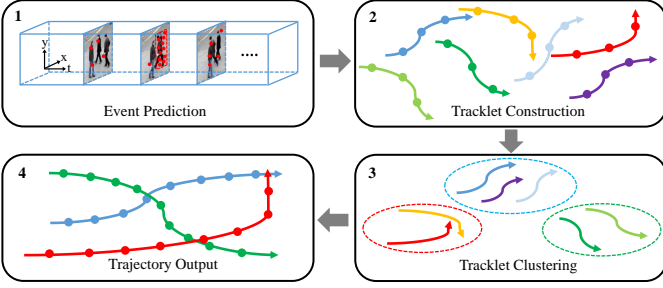 1
y
x
t
....
Event Prediction
2
Tracklet Construction
4
Trajectory Output
3
Tracklet Clustering